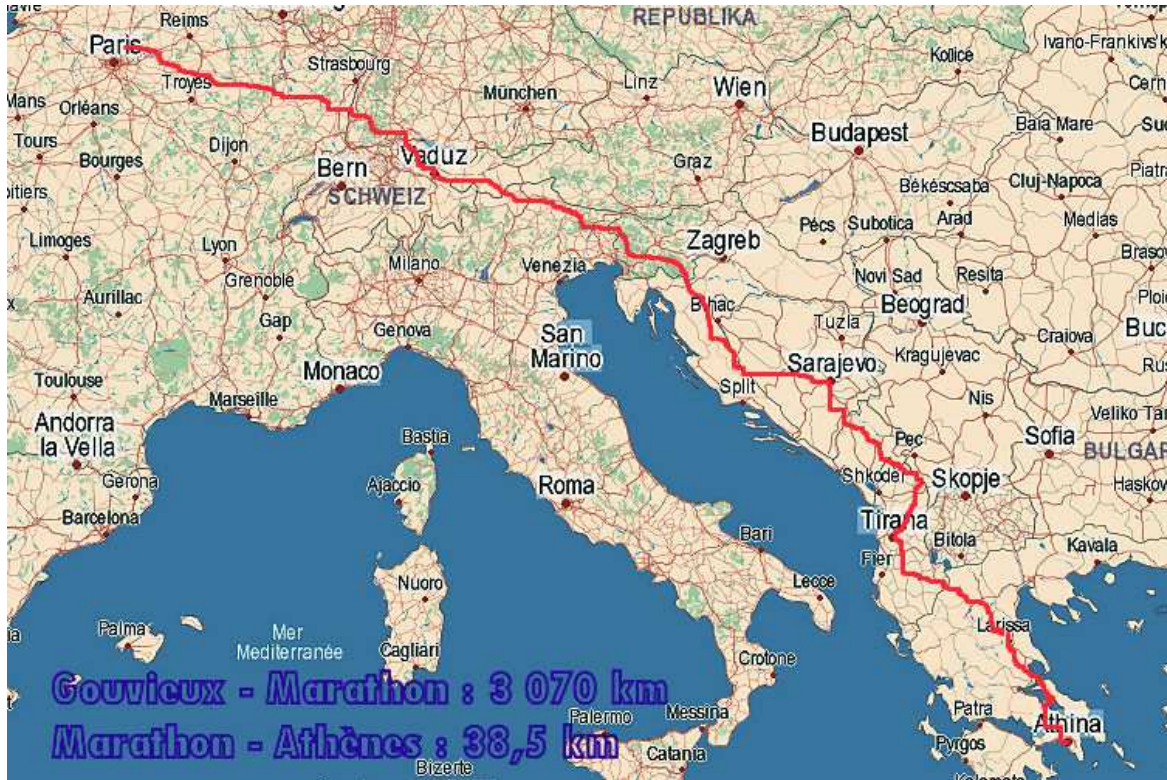 REPUBLIKA
Reims
Paris
Ivano-Frankivs'k
Strasbourg
Troyes
Linz
Wien
München
Mans
Orléans
Tours
Budapest
Baia Mare
Dijon
Bourges
Bern
Vaduz
Graz
SCHWEIZ
Békéscsaba
Cluj-Napoca
Pécs
Subotica
Arad
Medias
Limoges
Lyon
Zagreb
Milano
Venezia
Grenoble
Novi Sad
Resita
Aurillac
Bihac
Beograd
Gap
Genova
San
Marino
Tuzla
Craiova
Monaco
Sarajevo
Kragujevac
Toulouse
Split
Marseille
Nis
Andorra
la Vella
Bastia
Pec
Sofia
Gerona
Shkoder
Skopje
Ajaccio
Roma
Barcelona
Tirana
Bari
Bitola
Kavala
Fier
Nuoro
Lecce
Palma
Mer
Mediterranée
Larissa
Cagliari
Crotone
Gouvieux - Marathon : 3 070 km
Palermo
Messina
Patra
Athina
Marathon - Athènes : 38,5 km
Pyrgos
Catania
Bizerte